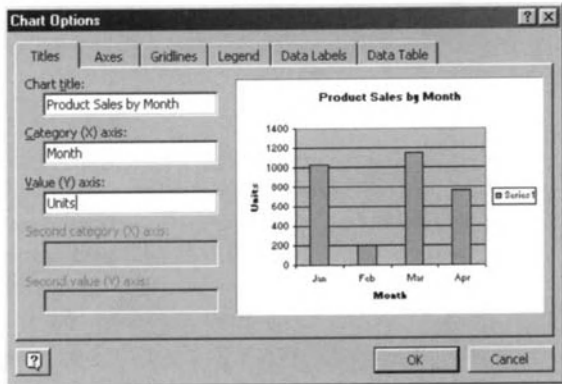 Chart Options
Titles Axes Gridlines Legend Data Labels Data Table
Chart title:
Product Sales by Month
Category (X) axis:
Month
Value (Y) axis:
Units
Second category (X) axis:
Second value (Y) axis:
Product Sales by Month
1400
1200
1000
800
600
400
200
0
Units
Jan Feb Mar Apr
Month
Series1
OK Cancel